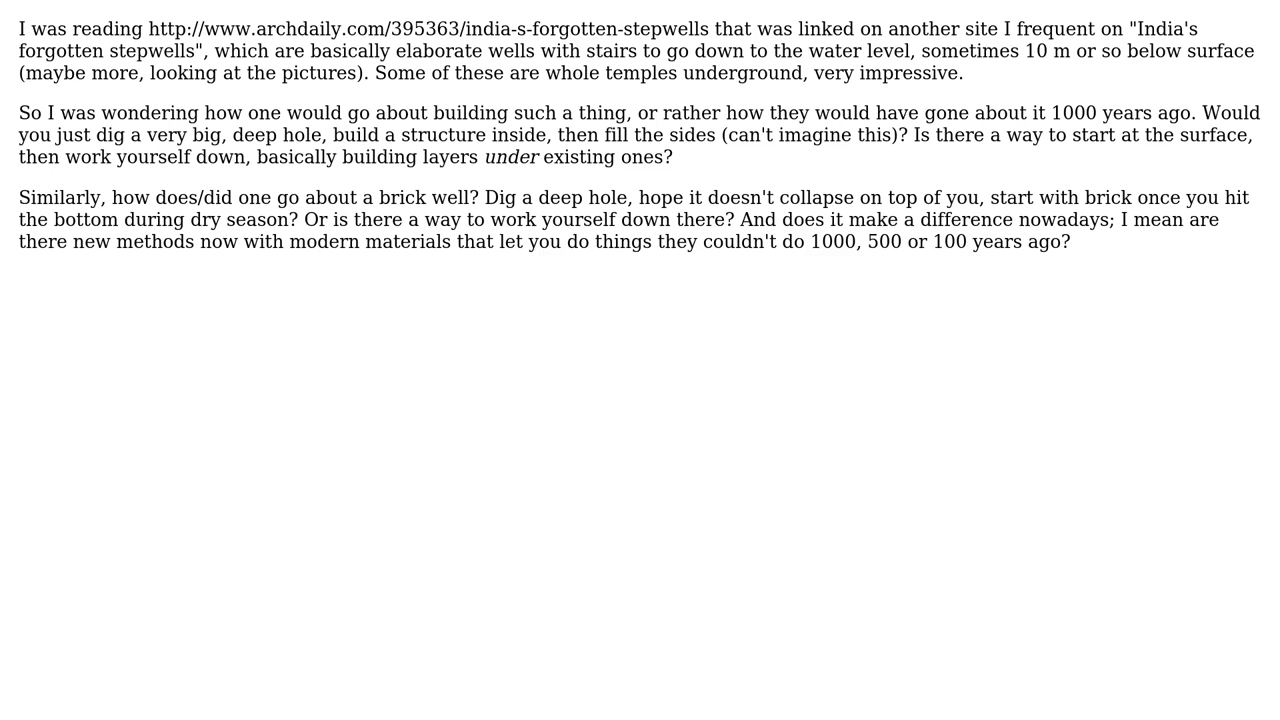 I was reading http://www.archdaily.com/395363/india-s-forgotten-stepwells that was linked on another site I frequent on "India's
forgotten stepwells", which are basically elaborate wells with stairs to go down to the water level, sometimes 10 m or so below surface
(maybe more, looking at the pictures). Some of these are whole temples underground, very impressive.
So I was wondering how one would go about building such a thing, or rather how they would have gone about it 1000 years ago. Would
you just dig a very big, deep hole, build a structure inside, then fill the sides (can't imagine this)? Is there a way to start at the surface,
then work yourself down, basically building layers under existing ones?
Similarly, how does/did one go about a brick well? Dig a deep hole, hope it doesn't collapse on top of you, start with brick once you hit
the bottom during dry season? Or is there a way to work yourself down there? And does it make a difference nowadays; I mean are
there new methods now with modern materials that let you do things they couldn't do 1000, 500 or 100 years ago?